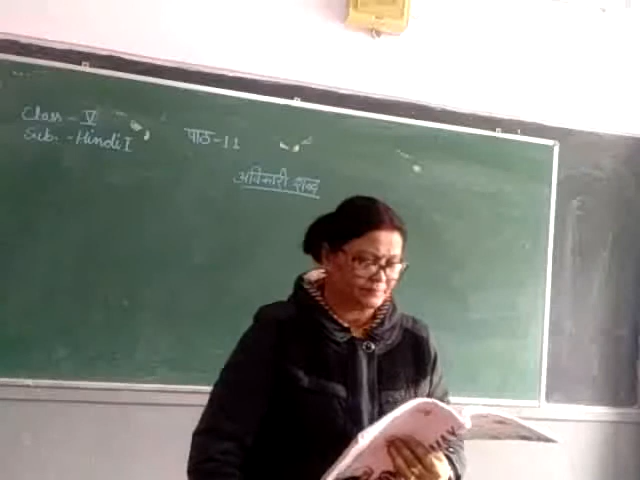 Class - V
Sub. - Hindi I
पाठ - 11
अविकारी शब्द